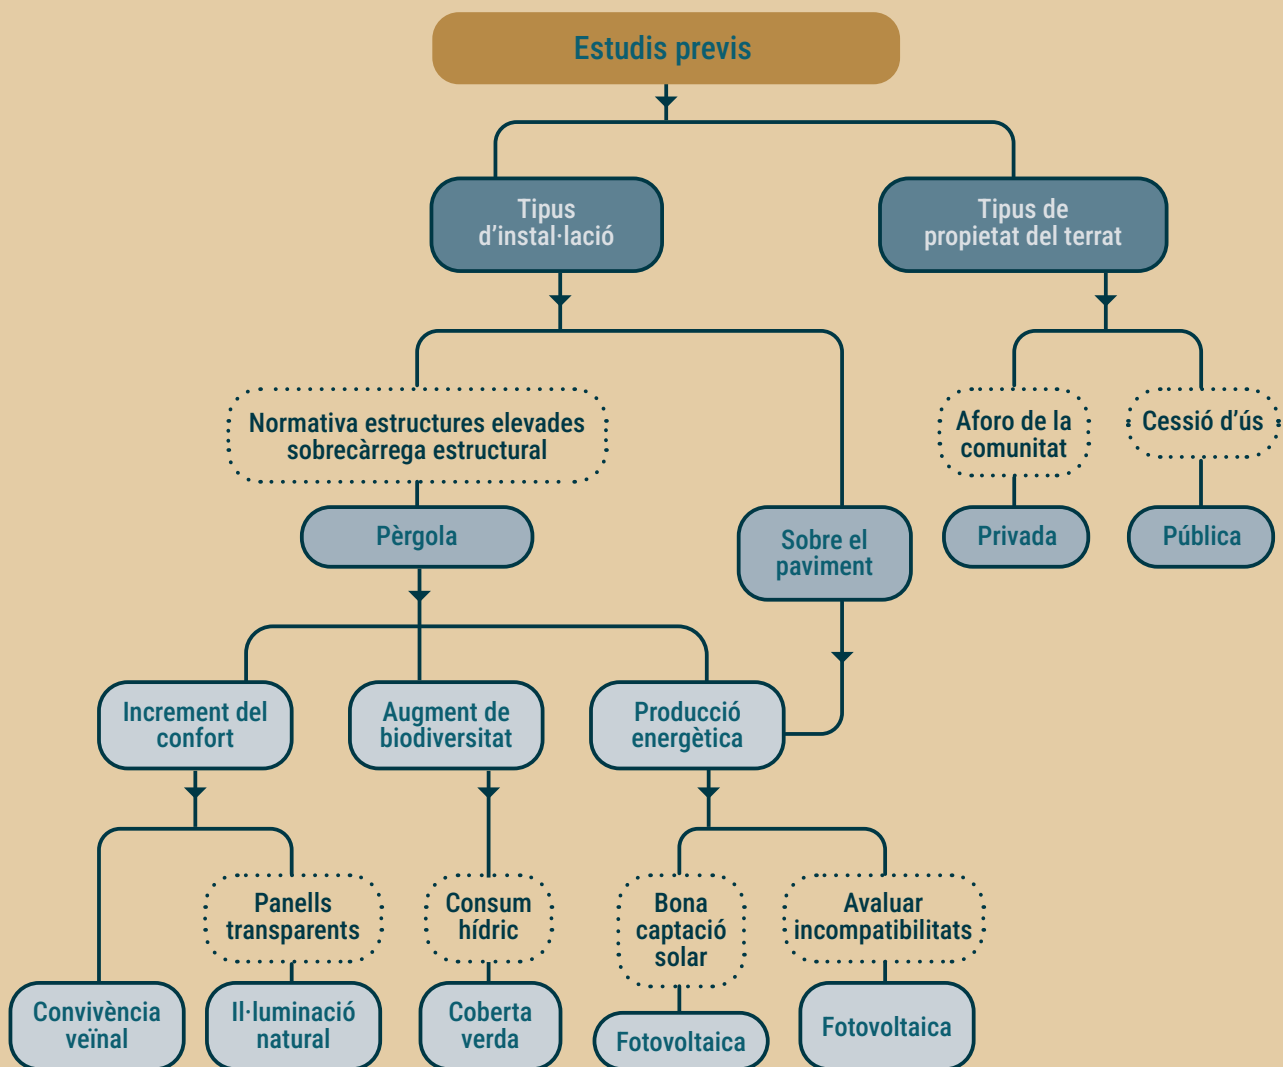 Estudis previs
Tipus
d’instal·lació
Tipus de
propietat del terrat
Normativa estructures elevades
sobrecàrrega estructural
Aforo de la
comunitat
Cessió d’ús
Pèrgola
Sobre el
paviment
Privada
Pública
Increment del
confort
Augment de
biodiversitat
Producció
energètica
Panells
transparents
Consum
hídric
Bona
captació
solar
Avaluar
incompatibilitats
Convivència
veïnal
Il·luminació
natural
Coberta
verda
Fotovoltaica
Fotovoltaica